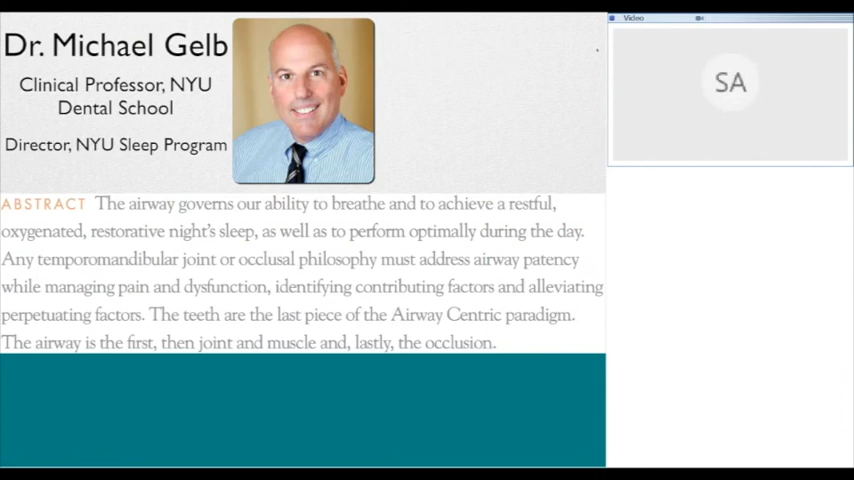 Dr. Michael Gelb
Clinical Professor, NYU
Dental School
Director, NYU Sleep Program
ABSTRACT The airway governs our ability to breathe and to achieve a restful,
oxygenated, restorative night's sleep, as well as to perform optimally during the day.
Any temporomandibular joint or occlusal philosophy must address airway patency
while managing pain and dysfunction, identifying contributing factors and alleviating
perpetuating factors. The teeth are the last piece of the Airway Centric paradigm.
The airway is the first, then joint and muscle and, lastly, the occlusion.
Video
SA